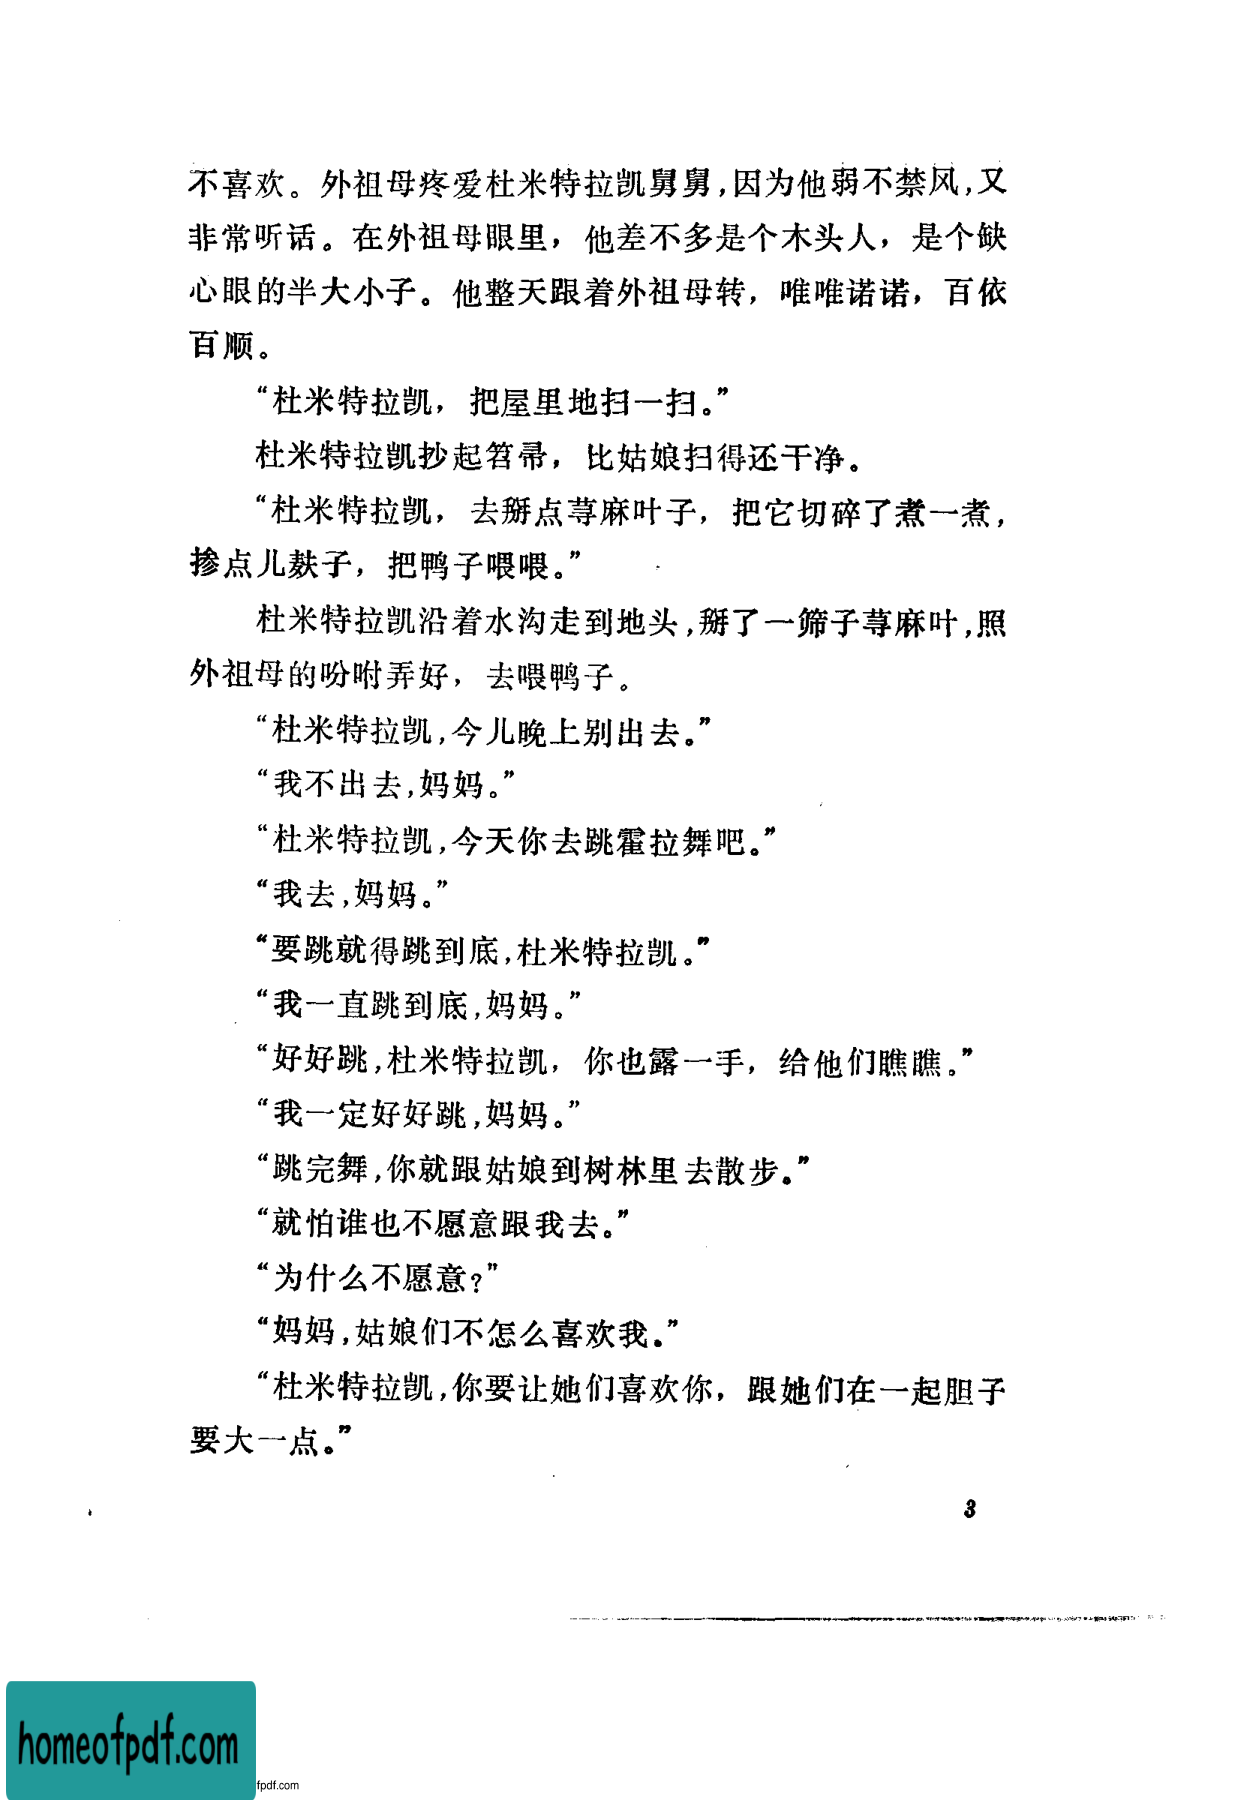 不喜欢。外祖母疼爱杜米特拉凯舅舅，因为他弱不禁风，又
非常听话。在外祖母眼里，他差不多是个木头人，是个缺
心眼的半大小子。他整天跟着外祖母转，唯唯诺诺，百依
百顺。
“杜米特拉凯，把屋里地扫一扫。”
杜米特拉凯抄起笤帚，比姑娘扫得还干净。
“杜米特拉凯，去掰点荨麻叶子，把它切碎了煮一煮，
掺点儿麸子，把鸭子喂喂。”
杜米特拉凯沿着水沟走到地头，掰了一筛子荨麻叶，照
外祖母的吩咐弄好，去喂鸭子。
“杜米特拉凯，今儿晚上别出去。”
“我不出去，妈妈。”
“杜米特拉凯，今天你去跳霍拉舞吧。”
“我去，妈妈。”
“要跳就得跳到底，杜米特拉凯。”
“我一直跳到底，妈妈。”
“好好跳，杜米特拉凯，你也露一手，给他们瞧瞧。”
“我一定好好跳，妈妈。”
“跳完舞，你就跟姑娘到树林里去散步。”
“就怕谁也不愿意跟我去。”
“为什么不愿意？”
“妈妈，姑娘们不怎么喜欢我。”
“杜米特拉凯，你要让她们喜欢你，跟她们在一起胆子
要大一点。”
3
homeofpdf.com
fpdf.com